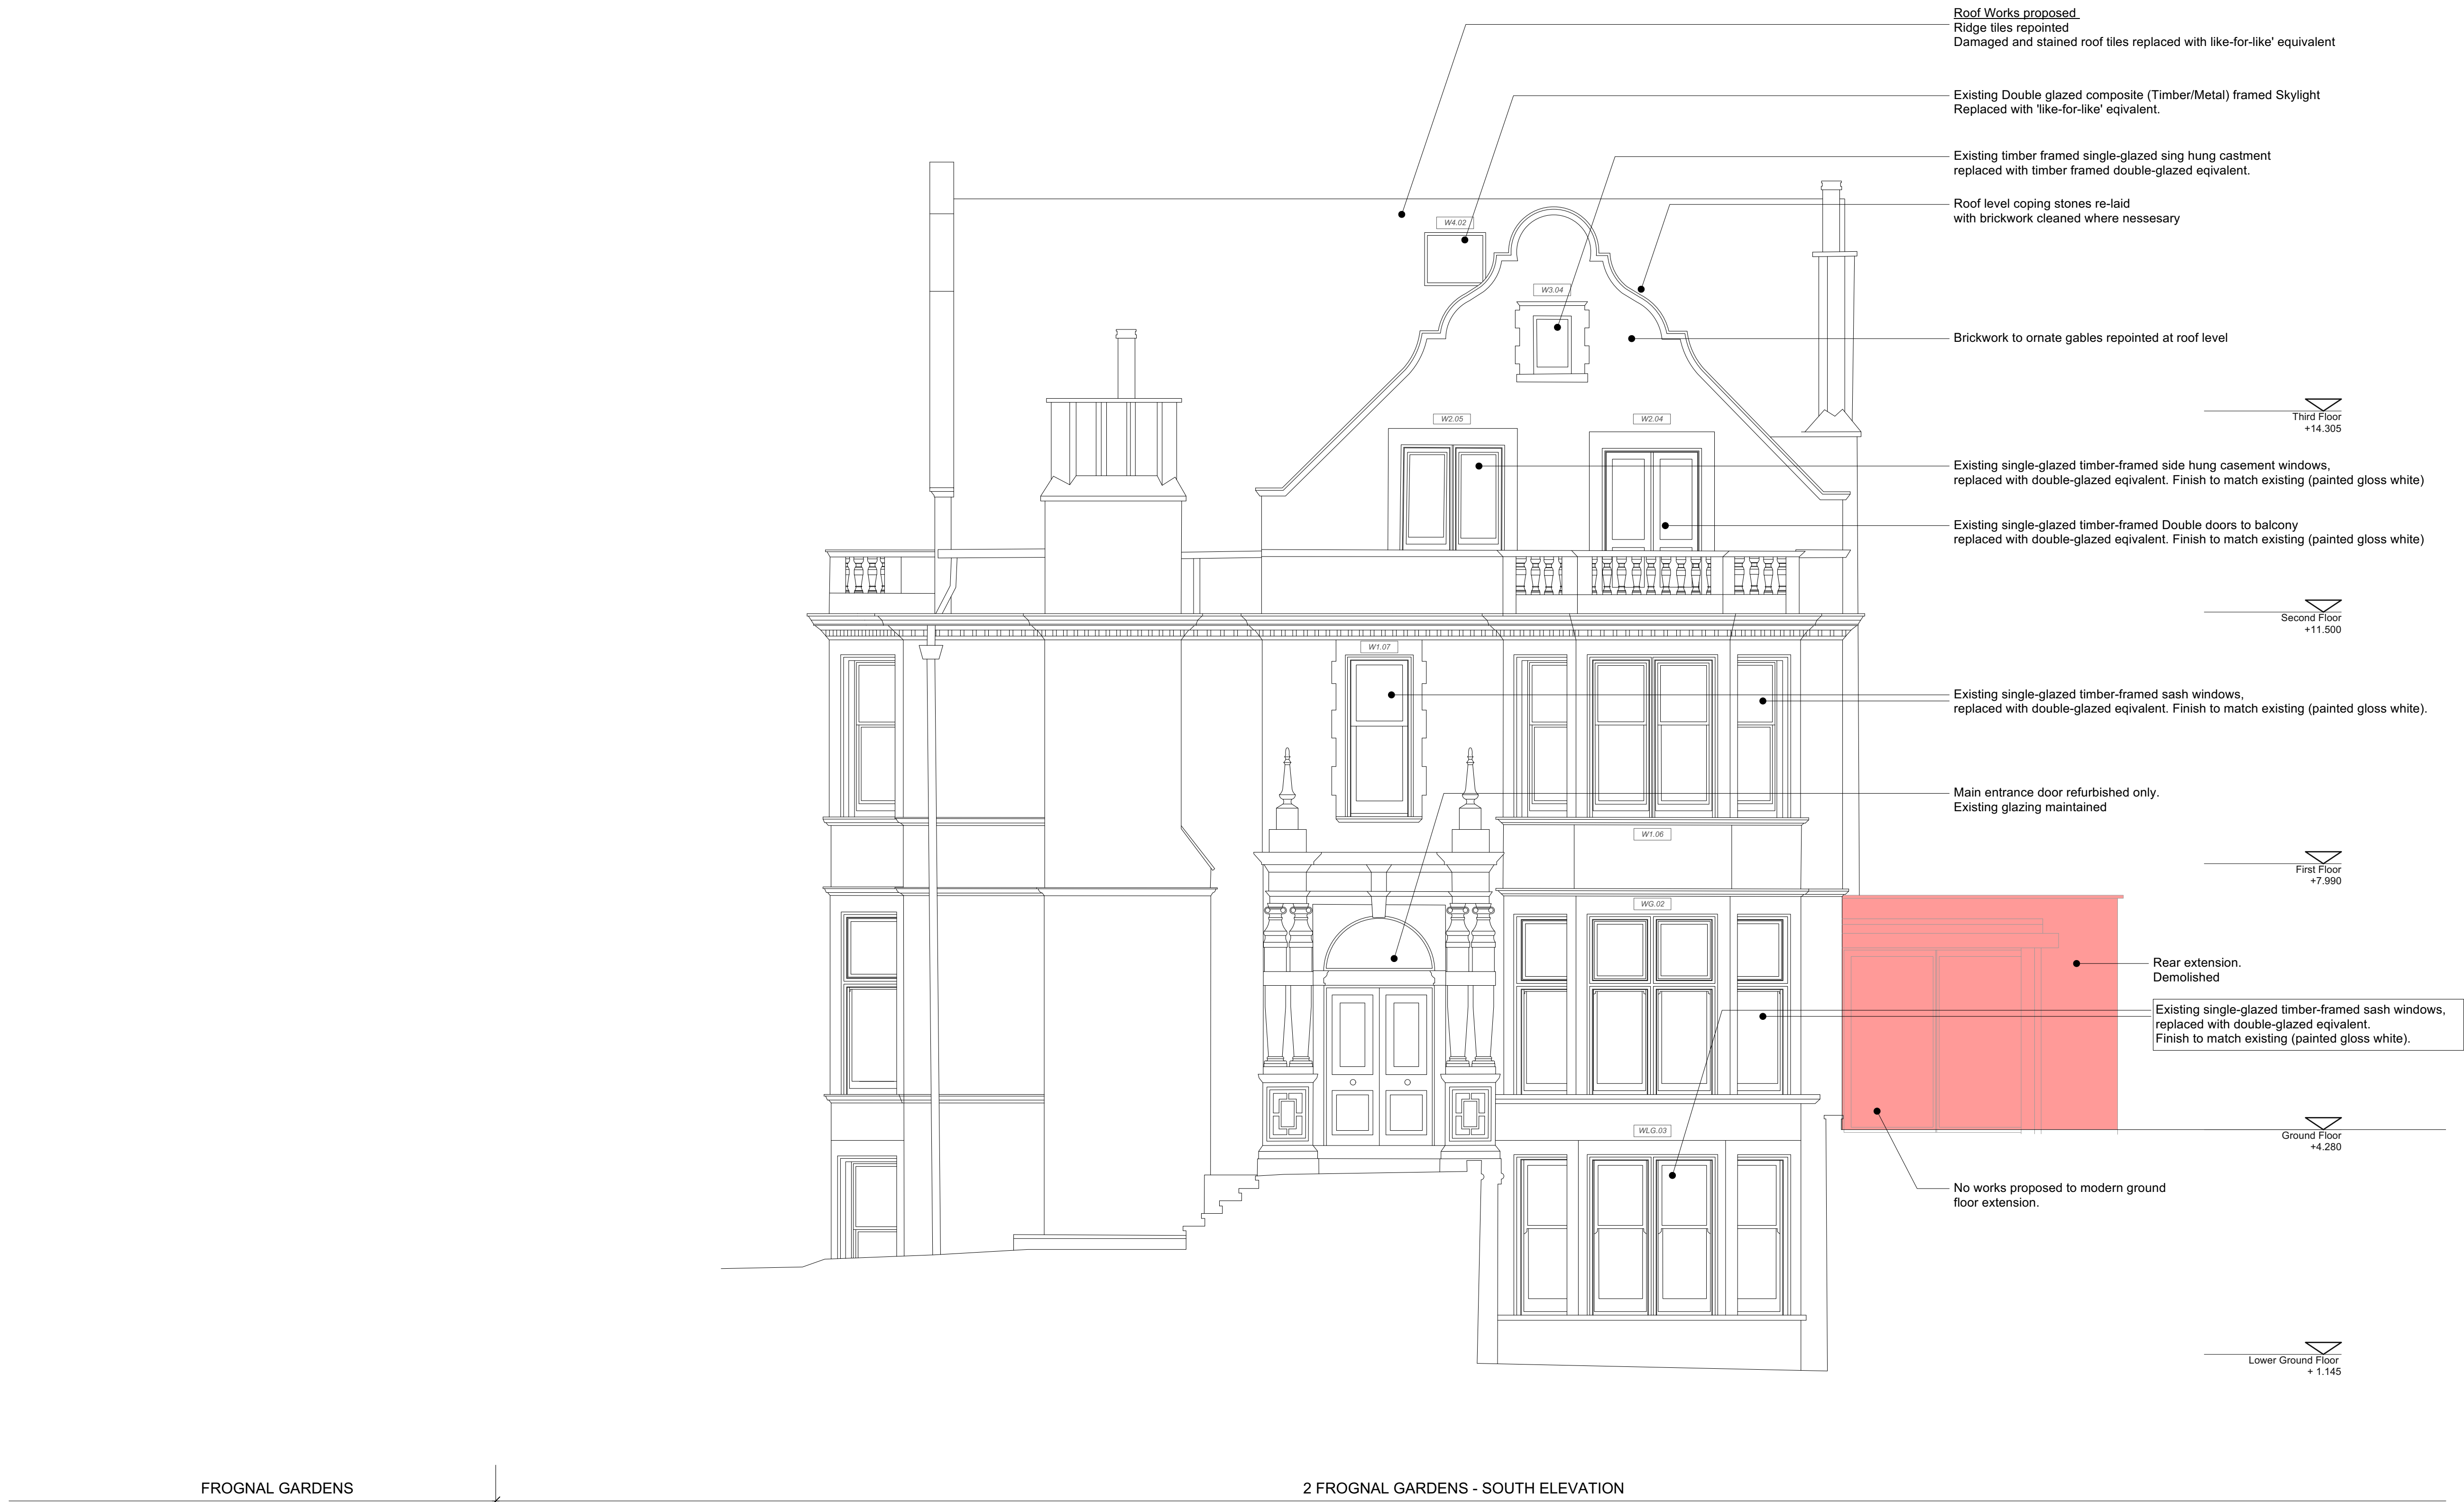 Roof Works proposed
Ridge tiles repointed
Damaged and stained roof tiles replaced with like-for-like' equivalent
Existing Double glazed composite (Timber/Metal) framed Skylight
Replaced with 'like-for-like' eqivalent.
Existing timber framed single-glazed sing hung castment
replaced with timber framed double-glazed eqivalent.
Roof level coping stones re-laid
with brickwork cleaned where nessesary
W4.02
W3.04
Brickwork to ornate gables repointed at roof level
Third Floor
+14.305
W2.05
W2.04
Existing single-glazed timber-framed side hung casement windows,
replaced with double-glazed eqivalent. Finish to match existing (painted gloss white)
Existing single-glazed timber-framed Double doors to balcony
replaced with double-glazed eqivalent. Finish to match existing (painted gloss white)
Second Floor
+11.500
W1.07
Existing single-glazed timber-framed sash windows,
replaced with double-glazed eqivalent. Finish to match existing (painted gloss white).
Main entrance door refurbished only.
Existing glazing maintained
W1.06
First Floor
+7.990
WG.02
Rear extension.
Demolished
Existing single-glazed timber-framed sash windows,
replaced with double-glazed eqivalent.
Finish to match existing (painted gloss white).
WLG.03
Ground Floor
+4.280
No works proposed to modern ground
floor extension.
Lower Ground Floor
+ 1.145
FROGNAL GARDENS
2 FROGNAL GARDENS - SOUTH ELEVATION